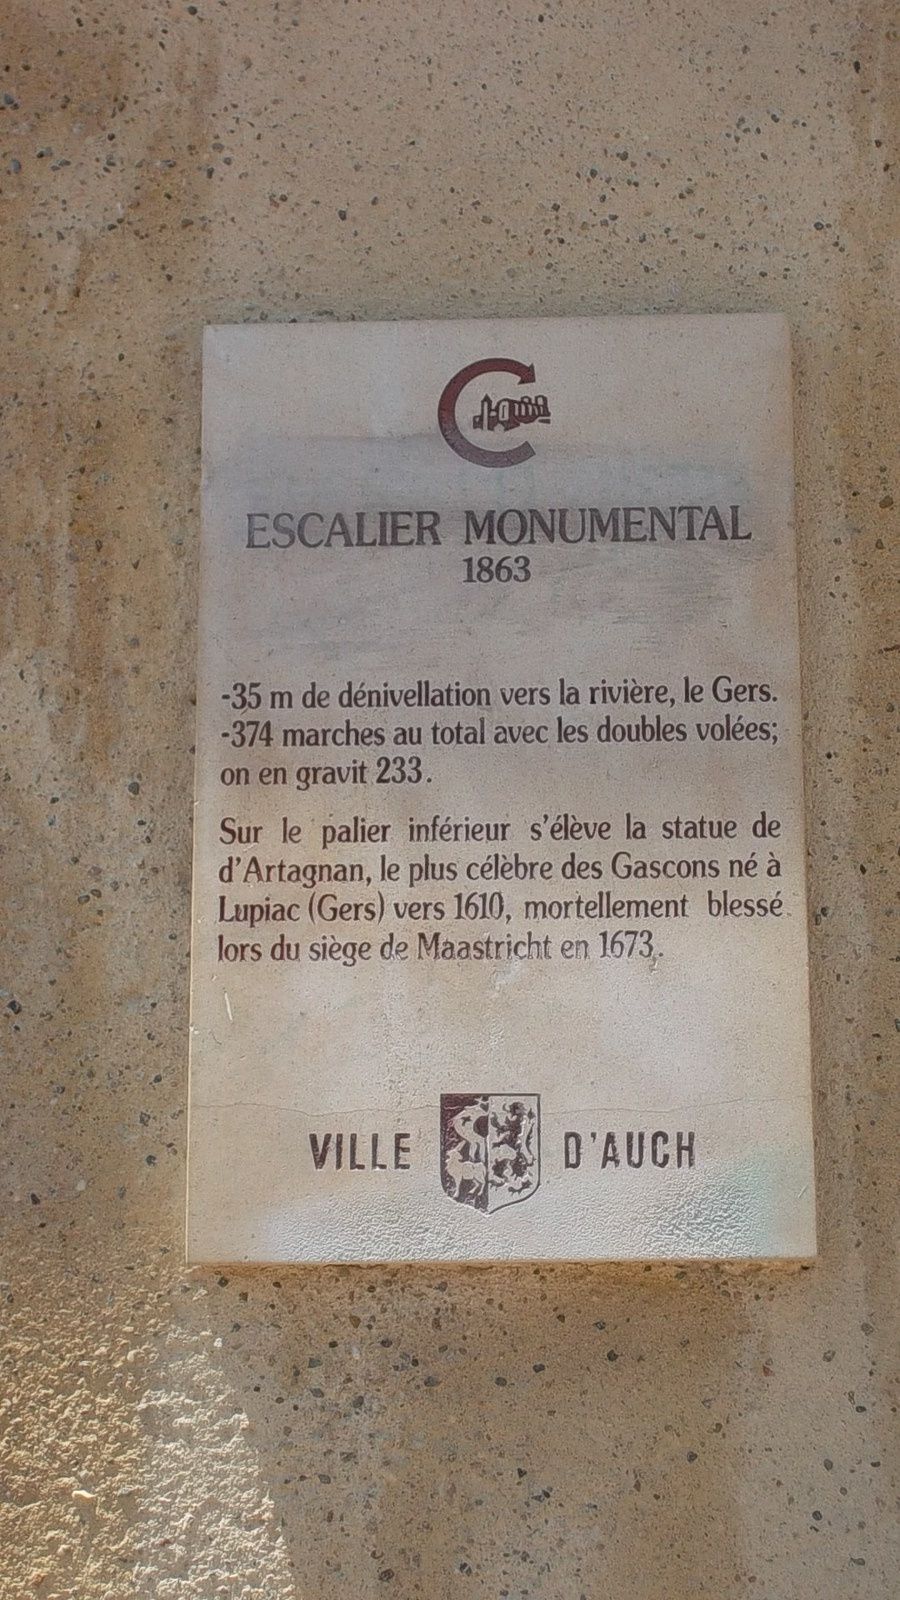 ESCALIER MONUMENTAL
1863
-35 m de dénivellation vers la rivière, le Gers.
-374 marches au total avec les doubles volées;
on en gravit 233.
Sur le palier inférieur s'élève la statue de
d'Artagnan, le plus célèbre des Gascons né à
Lupiac (Gers) vers 1610, mortellement blessé
lors du siège de Maastricht en 1673.
VILLE D'AUCH